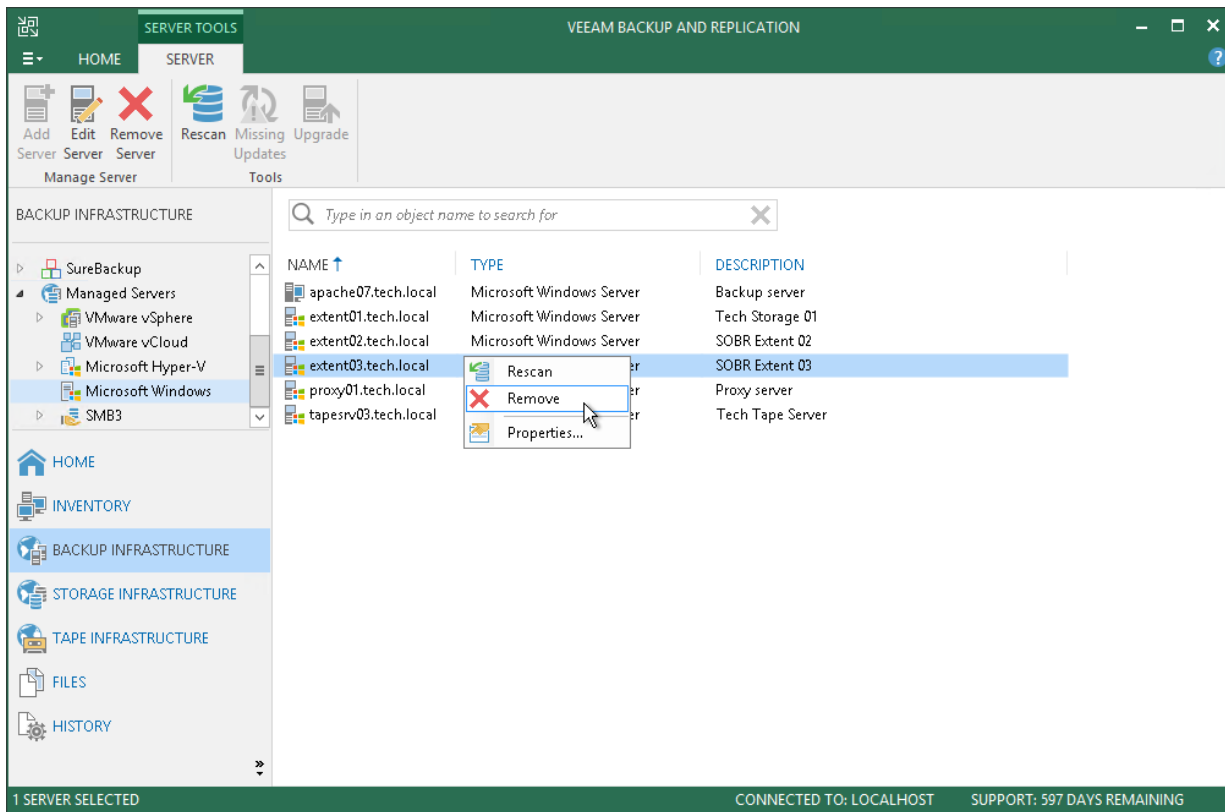 SERVER TOOLS
VEEAM BACKUP AND REPLICATION
HOME
SERVER
Add Server
Edit Server
Remove Server
Rescan
Missing Updates
Upgrade
Manage Server
Tools
BACKUP INFRASTRUCTURE
Type in an object name to search for
SureBackup
Managed Servers
VMware vSphere
VMware vCloud
Microsoft Hyper-V
Microsoft Windows
SMB3
NAME TYPE DESCRIPTION
apache07.tech.local Microsoft Windows Server Backup server
extent01.tech.local Microsoft Windows Server Tech Storage 01
extent02.tech.local Microsoft Windows Server SOBR Extent 02
extent03.tech.local er SOBR Extent 03
proxy01.tech.local er Proxy server
tapesrv03.tech.local er Tech Tape Server
Rescan
Remove
Properties...
HOME
INVENTORY
BACKUP INFRASTRUCTURE
STORAGE INFRASTRUCTURE
TAPE INFRASTRUCTURE
FILES
HISTORY
1 SERVER SELECTED
CONNECTED TO: LOCALHOST
SUPPORT: 597 DAYS REMAINING